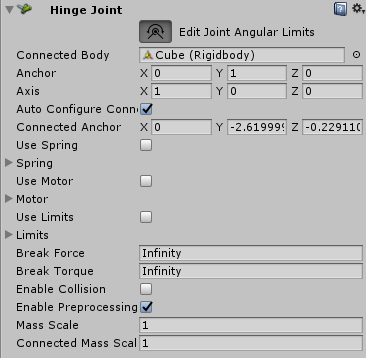 Hinge Joint
Edit Joint Angular Limits
Connected Body Cube (Rigidbody)
Anchor X 0 Y 1 Z 0
Axis X 1 Y 0 Z 0
Auto Configure Conne
Connected Anchor X 0 Y -2.619999 Z -0.229110
Use Spring
Spring
Use Motor
Motor
Use Limits
Limits
Break Force Infinity
Break Torque Infinity
Enable Collision
Enable Preprocessing
Mass Scale 1
Connected Mass Scal 1